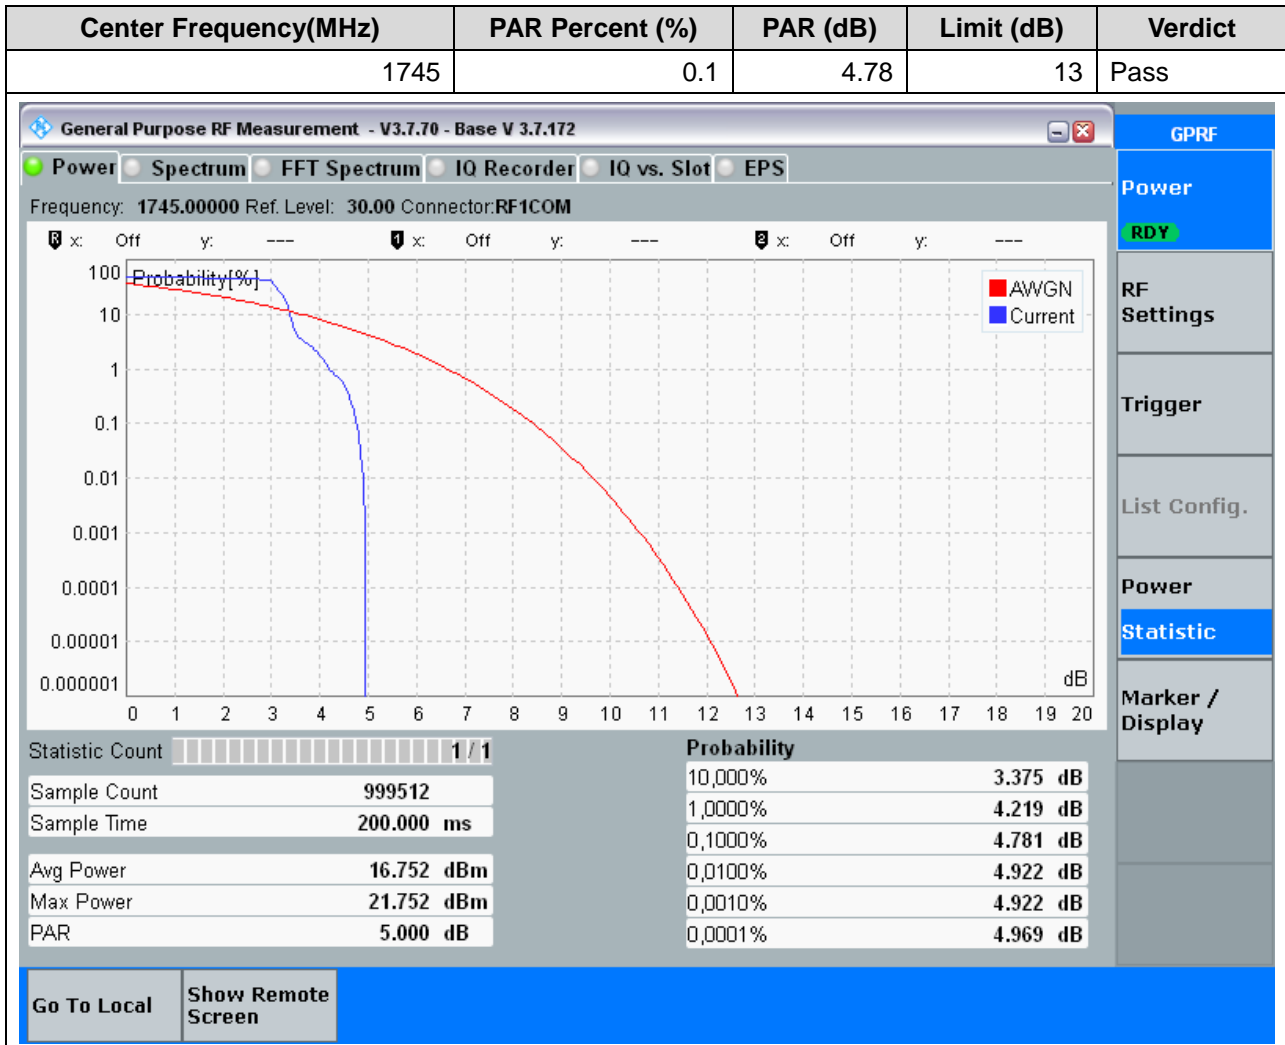 Center Frequency(MHz) PAR Percent (%) PAR (dB) Limit (dB) Verdict
1745 0.1 4.78 13 Pass
General Purpose RF Measurement - V3.7.70 - Base V 3.7.172
GPRF
Power Spectrum FFT Spectrum IQ Recorder IQ vs. Slot EPS
Power
RDY
Frequency: 1745.00000 Ref. Level: 30.00 Connector:RF1COM
R x: Off y: --- 1 x: Off y: --- 2 x: Off y: ---
Probability[%]
100
10
1
0.1
0.01
0.001
0.0001
0.00001
0.000001
AWGN
Current
dB
0 1 2 3 4 5 6 7 8 9 10 11 12 13 14 15 16 17 18 19 20
RF
Settings
Trigger
List Config.
Power
Statistic
Marker /
Display
Statistic Count 1 / 1
Sample Count 999512
Sample Time 200.000 ms
Avg Power 16.752 dBm
Max Power 21.752 dBm
PAR 5.000 dB
Probability
10,000% 3.375 dB
1,0000% 4.219 dB
0,1000% 4.781 dB
0,0100% 4.922 dB
0,0010% 4.922 dB
0,0001% 4.969 dB
Go To Local
Show Remote
Screen